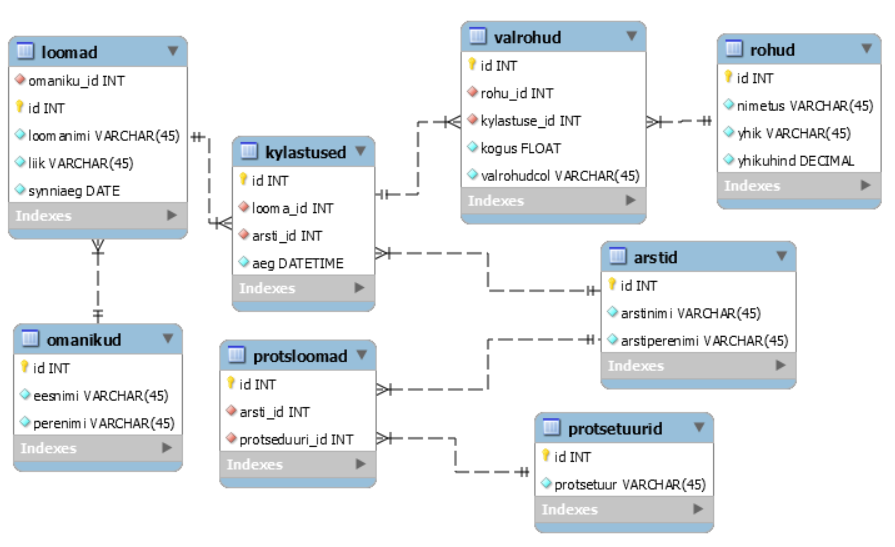 loomad
omaniku_id INT
id INT
loomanimi VARCHAR(45)
liik VARCHAR(45)
synniaeg DATE
Indexes
kylastused
id INT
looma_id INT
arsti_id INT
aeg DATETIME
Indexes
valrohud
id INT
rohu_id INT
kylastuse_id INT
kogus FLOAT
valrohudcol VARCHAR(45)
Indexes
rohud
id INT
nimetus VARCHAR(45)
yhik VARCHAR(45)
yhikuhind DECIMAL
Indexes
arstid
id INT
arstinimi VARCHAR(45)
arstiperenimi VARCHAR(45)
Indexes
omanikud
id INT
eesnimi VARCHAR(45)
perenimi VARCHAR(45)
Indexes
protsloomad
id INT
arsti_id INT
protseduuri_id INT
Indexes
protsetuurid
id INT
protsetuur VARCHAR(45)
Indexes